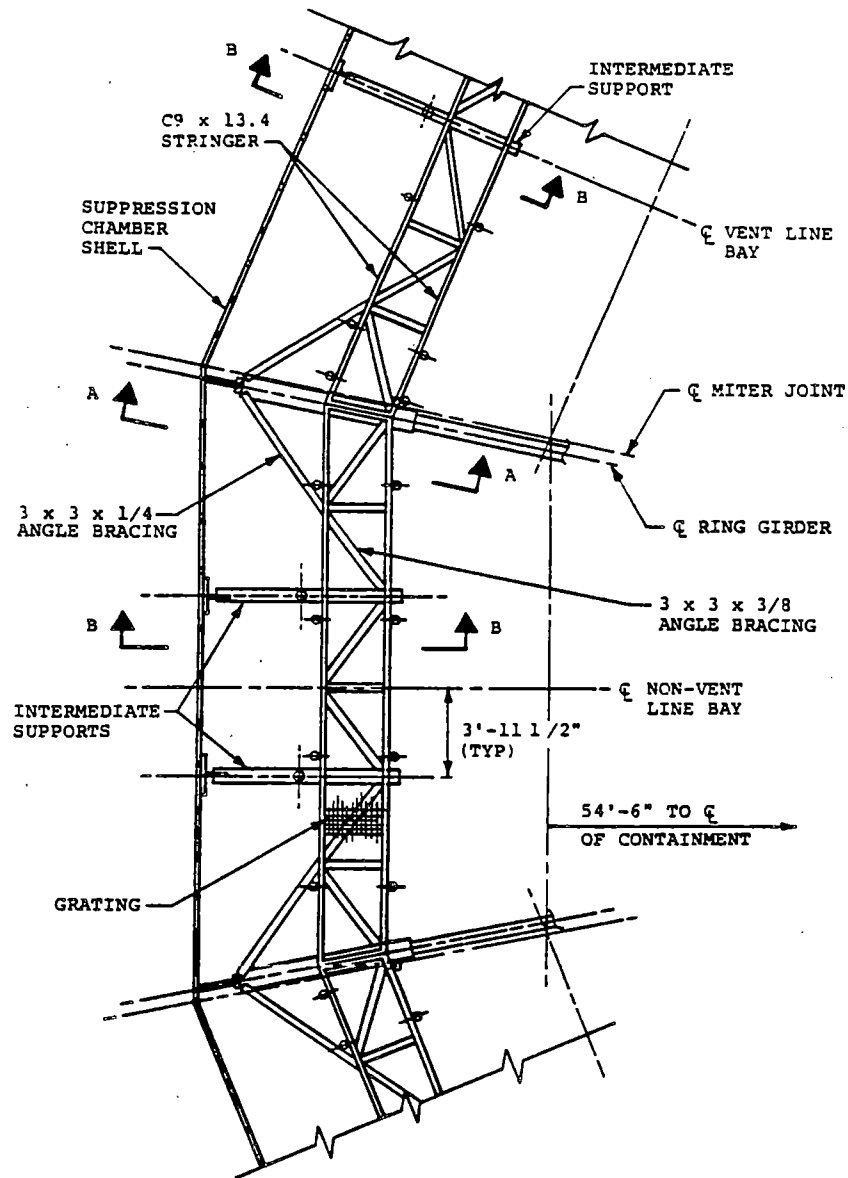 B
INTERMEDIATE
SUPPORT
C9 x 13.4
STRINGER
B
SUPPRESSION
CHAMBER
SHELL
℄ VENT LINE
BAY
A
℄ MITER JOINT
A
3 x 3 x 1/4
ANGLE BRACING
℄ RING GIRDER
B
B
3 x 3 x 3/8
ANGLE BRACING
℄ NON-VENT
LINE BAY
INTERMEDIATE
SUPPORTS
3'-11 1/2"
(TYP)
54'-6" TO ℄
OF CONTAINMENT
GRATING